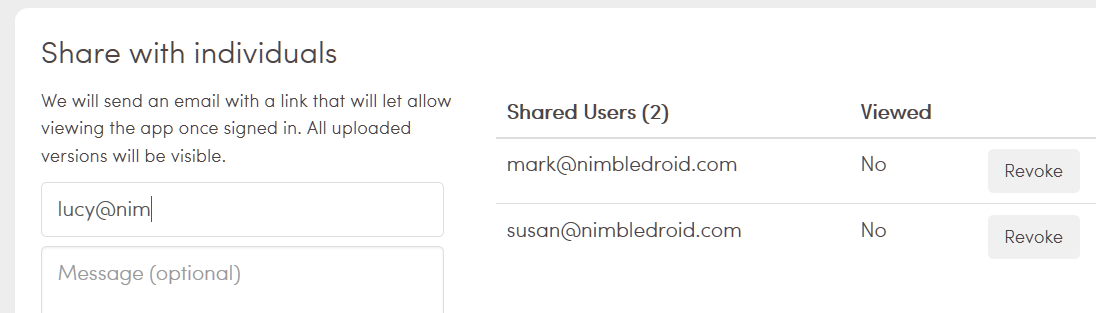 Share with individuals
We will send an email with a link that will let allow
viewing the app once signed in. All uploaded
versions will be visible.
lucy@nim
Message (optional)
Shared Users (2) Viewed
mark@nimbledroid.com No Revoke
susan@nimbledroid.com No Revoke